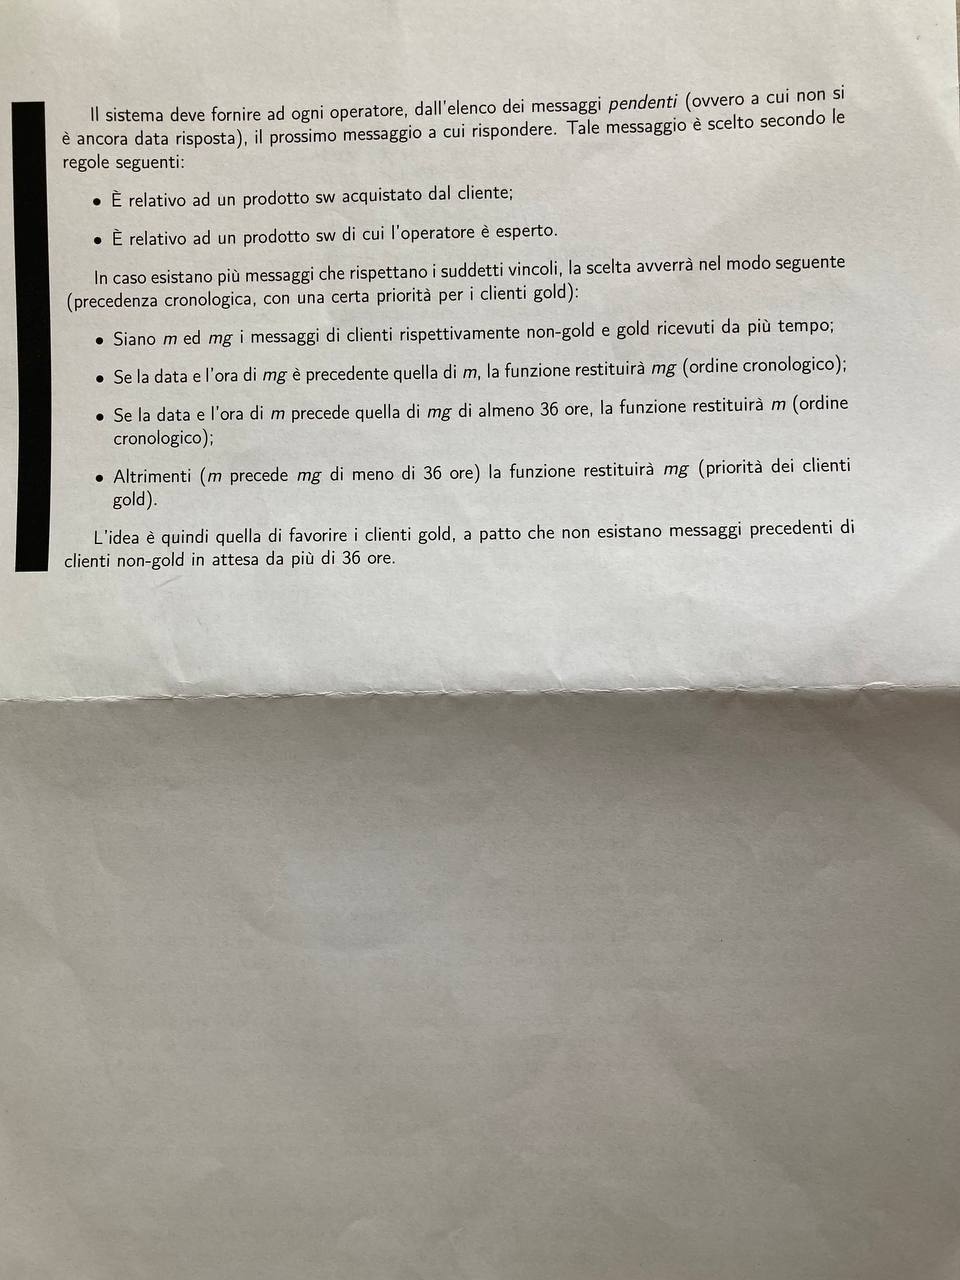 Il sistema deve fornire ad ogni operatore, dall'elenco dei messaggi pendenti (ovvero a cui non si
è ancora data risposta), il prossimo messaggio a cui rispondere. Tale messaggio è scelto secondo le
regole seguenti:
• È relativo ad un prodotto sw acquistato dal cliente;
• È relativo ad un prodotto sw di cui l'operatore è esperto.
In caso esistano più messaggi che rispettano i suddetti vincoli, la scelta avverrà nel modo seguente
(precedenza cronologica, con una certa priorità per i clienti gold):
• Siano m ed mg i messaggi di clienti rispettivamente non-gold e gold ricevuti da più tempo;
• Se la data e l'ora di mg è precedente quella di m, la funzione restituirà mg (ordine cronologico);
• Se la data e l'ora di m precede quella di mg di almeno 36 ore, la funzione restituirà m (ordine
cronologico);
• Altrimenti (m precede mg di meno di 36 ore) la funzione restituirà mg (priorità dei clienti
gold).
L'idea è quindi quella di favorire i clienti gold, a patto che non esistano messaggi precedenti di
clienti non-gold in attesa da più di 36 ore.